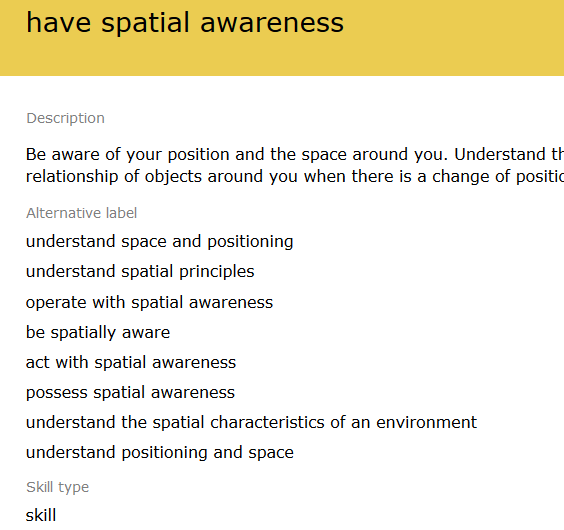 have spatial awareness
Description
Be aware of your position and the space around you. Understand
relationship of objects around you when there is a change of
Alternative label
understand space and positioning
understand spatial principles
operate with spatial awareness
be spatially aware
act with spatial awareness
possess spatial awareness
understand the spatial characteristics of an environment
understand positioning and space
Skill type
skill